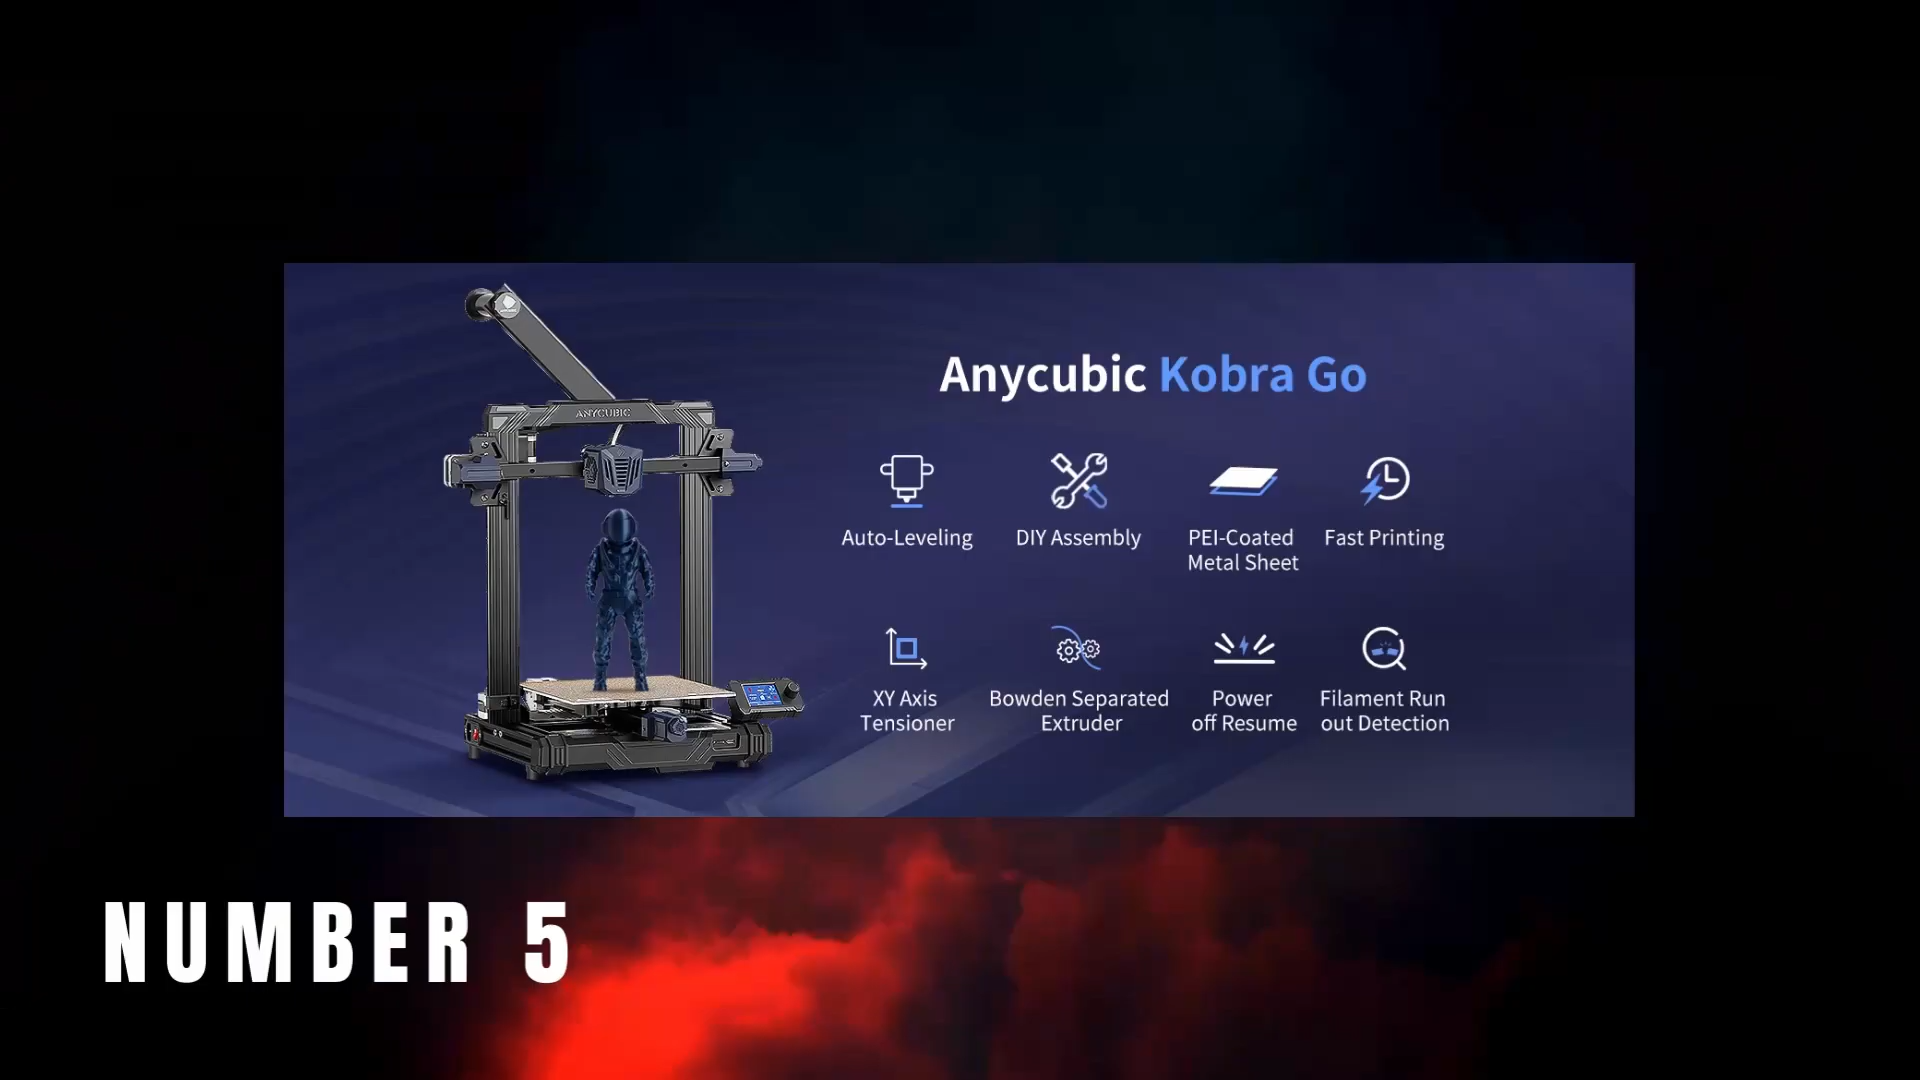 ANYCUBIC
Anycubic Kobra Go
Auto-Leveling
DIY Assembly
PEI-Coated
Metal Sheet
Fast Printing
XY Axis
Tensioner
Bowden Separated
Extruder
Power
off Resume
Filament Run
out Detection
NUMBER 5